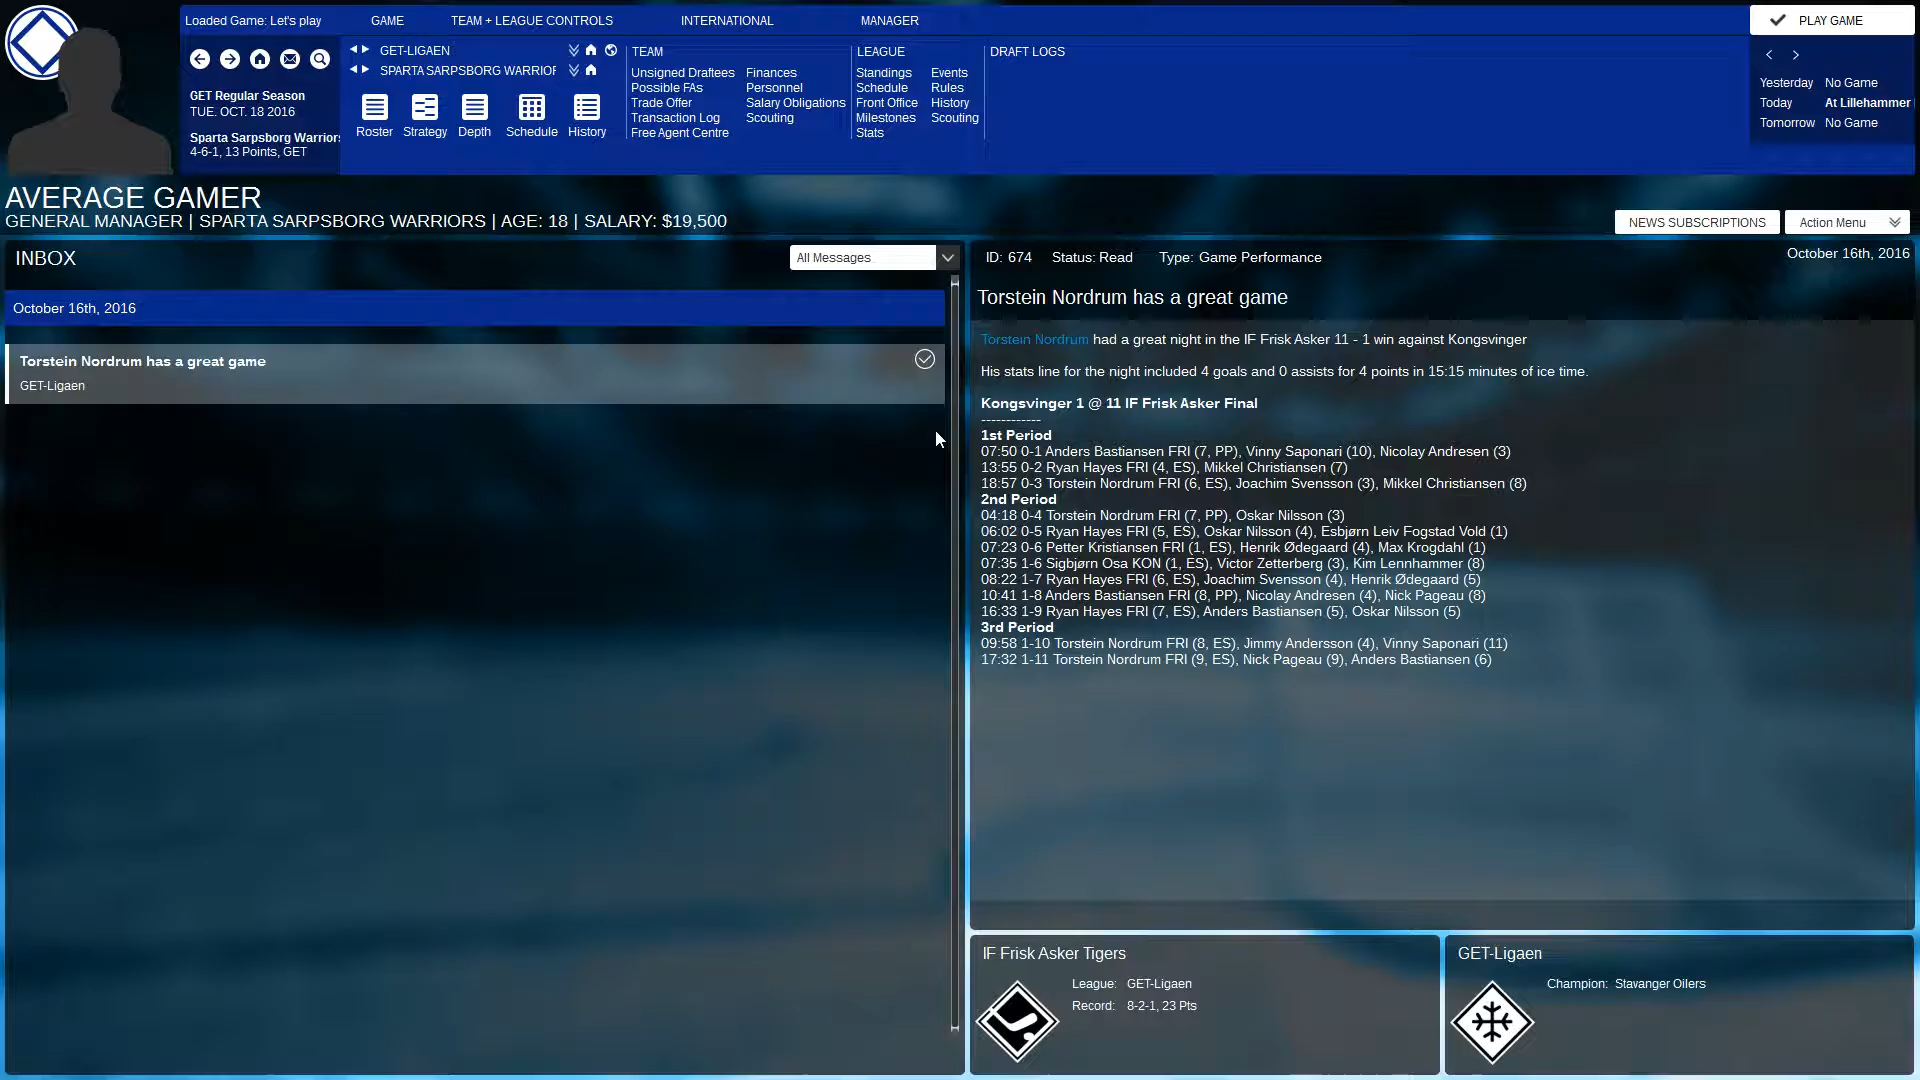 Loaded Game: Let's play
GAME
TEAM + LEAGUE CONTROLS
INTERNATIONAL
MANAGER
PLAY GAME
GET Regular Season
TUE. OCT. 18 2016
Sparta Sarpsborg Warriors
4-6-1, 13 Points, GET
GET-LIGAEN
SPARTA SARPSBORG WARRIOR
Roster
Strategy
Depth
Schedule
History
TEAM
Unsigned Draftees
Finances
Possible FAs
Personnel
Trade Offer
Salary Obligations
Transaction Log
Scouting
Free Agent Centre
LEAGUE
Standings
Events
Schedule
Rules
Front Office
History
Milestones
Scouting
Stats
DRAFT LOGS
Yesterday No Game
Today At Lillehammer
Tomorrow No Game
AVERAGE GAMER
GENERAL MANAGER | SPARTA SARPSBORG WARRIORS | AGE: 18 | SALARY: $19,500
NEWS SUBSCRIPTIONS
Action Menu
INBOX
All Messages
October 16th, 2016
Torstein Nordrum has a great game
GET-Ligaen
ID: 674 Status: Read Type: Game Performance
October 16th, 2016
Torstein Nordrum has a great game
Torstein Nordrum had a great night in the IF Frisk Asker 11 - 1 win against Kongsvinger
His stats line for the night included 4 goals and 0 assists for 4 points in 15:15 minutes of ice time.
Kongsvinger 1 @ 11 IF Frisk Asker Final
------------
1st Period
07:50 0-1 Anders Bastiansen FRI (7, PP), Vinny Saponari (10), Nicolay Andresen (3)
13:55 0-2 Ryan Hayes FRI (4, ES), Mikkel Christiansen (7)
18:57 0-3 Torstein Nordrum FRI (6, ES), Joachim Svensson (3), Mikkel Christiansen (8)
2nd Period
04:18 0-4 Torstein Nordrum FRI (7, PP), Oskar Nilsson (3)
06:02 0-5 Ryan Hayes FRI (5, ES), Oskar Nilsson (4), Esbjørn Leiv Fogstad Vold (1)
07:23 0-6 Petter Kristiansen FRI (1, ES), Henrik Ødegaard (4), Max Krogdahl (1)
07:35 1-6 Sigbjørn Osa KON (1, ES), Victor Zetterberg (3), Kim Lennhammer (8)
08:22 1-7 Ryan Hayes FRI (6, ES), Joachim Svensson (4), Henrik Ødegaard (5)
10:41 1-8 Anders Bastiansen FRI (8, PP), Nicolay Andresen (4), Nick Pageau (8)
16:33 1-9 Ryan Hayes FRI (7, ES), Anders Bastiansen (5), Oskar Nilsson (5)
3rd Period
09:58 1-10 Torstein Nordrum FRI (8, ES), Jimmy Andersson (4), Vinny Saponari (11)
17:32 1-11 Torstein Nordrum FRI (9, ES), Nick Pageau (9), Anders Bastiansen (6)
IF Frisk Asker Tigers
League: GET-Ligaen
Record: 8-2-1, 23 Pts
GET-Ligaen
Champion: Stavanger Oilers